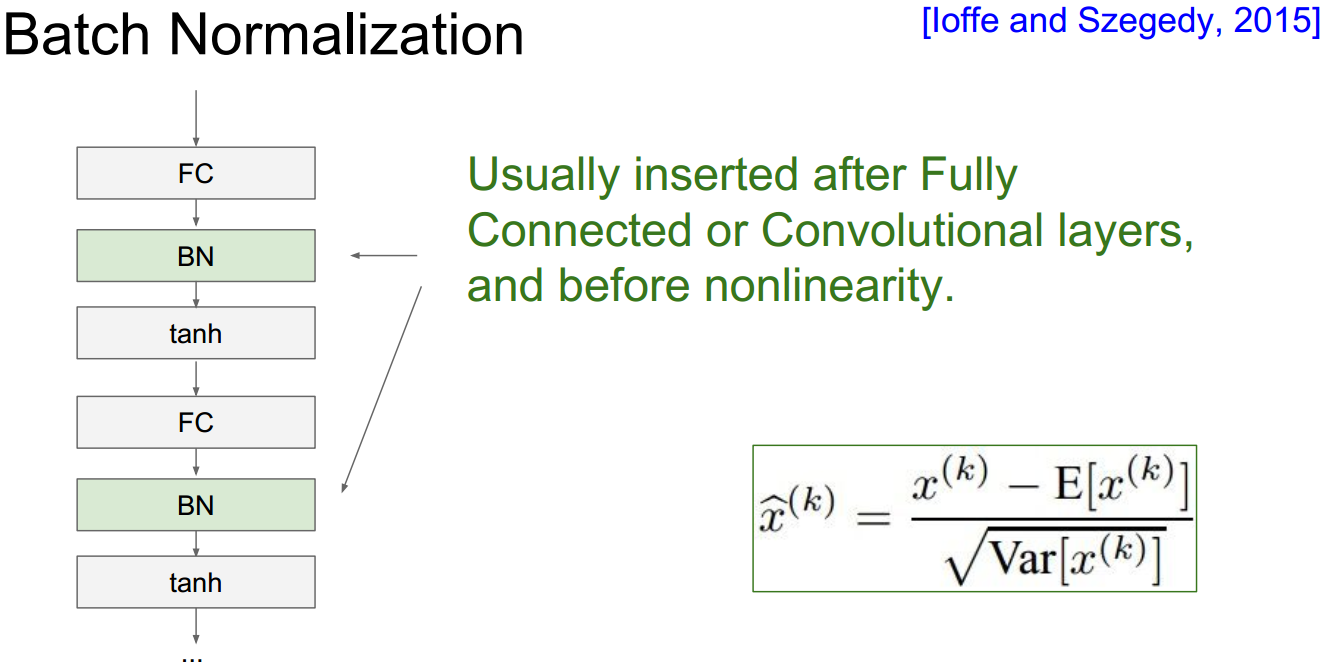 Batch Normalization
[Ioffe and Szegedy, 2015]
FC
BN
tanh
FC
BN
tanh
...
Usually inserted after Fully
Connected or Convolutional layers,
and before nonlinearity.
x̂^(k) = (x^(k) − E[x^(k)]) / √(Var[x^(k)])